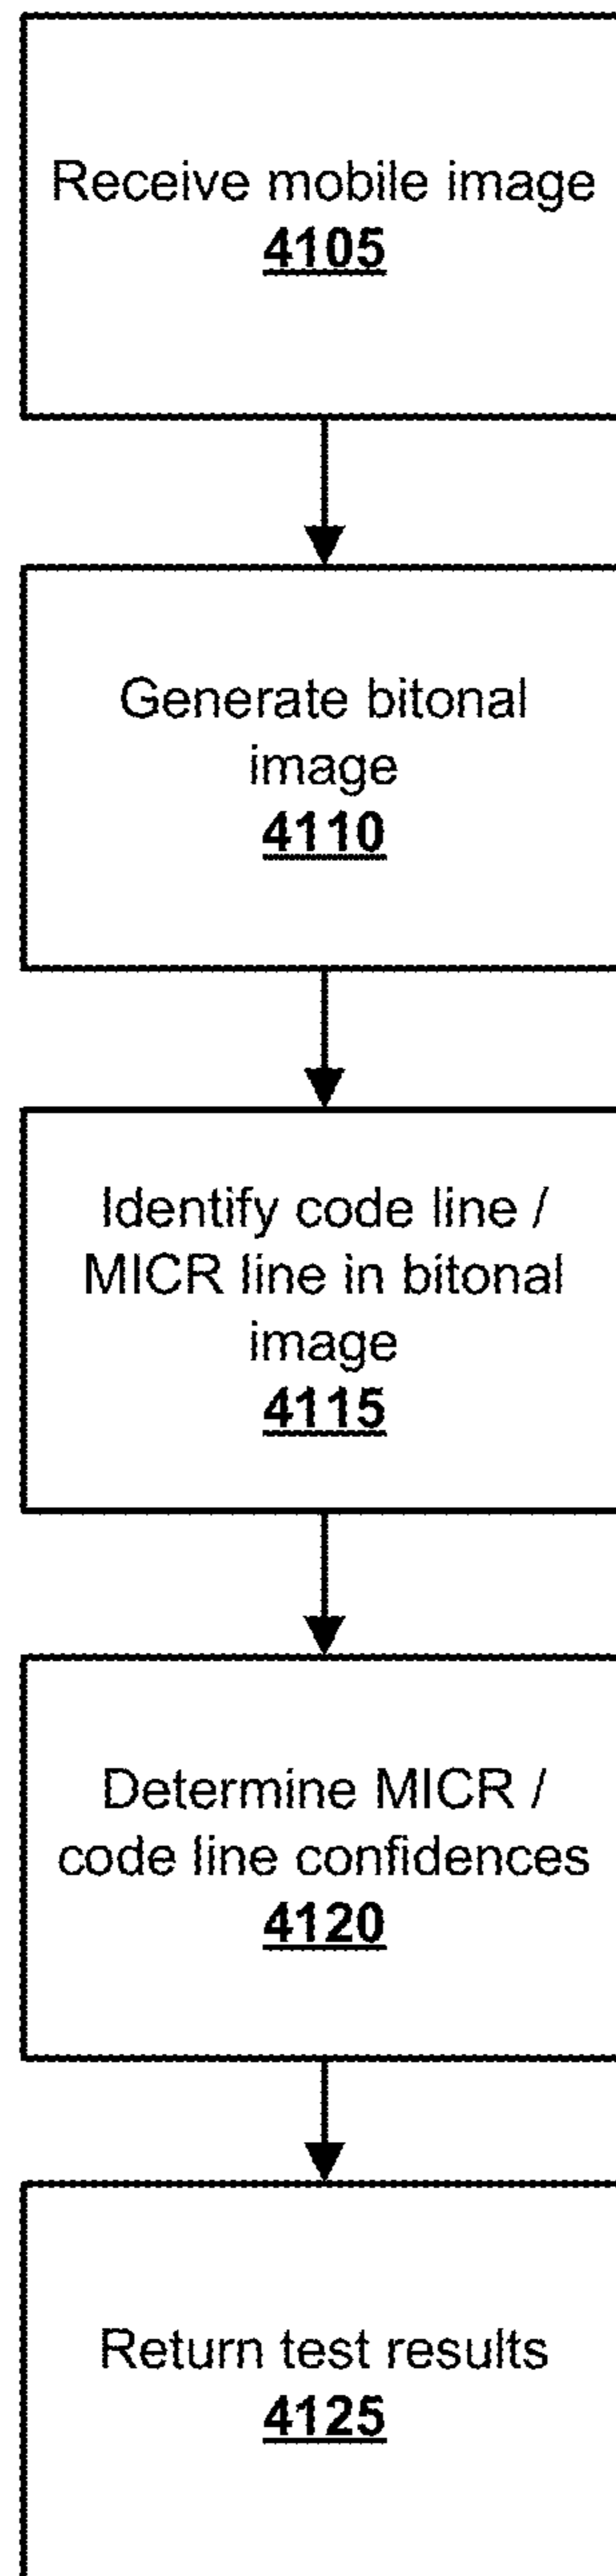 Receive mobile image
4105
Generate bitonal
image
4110
Identify code line /
MICR line in bitonal
image
4115
Determine MICR /
code line confidences
4120
Return test results
4125